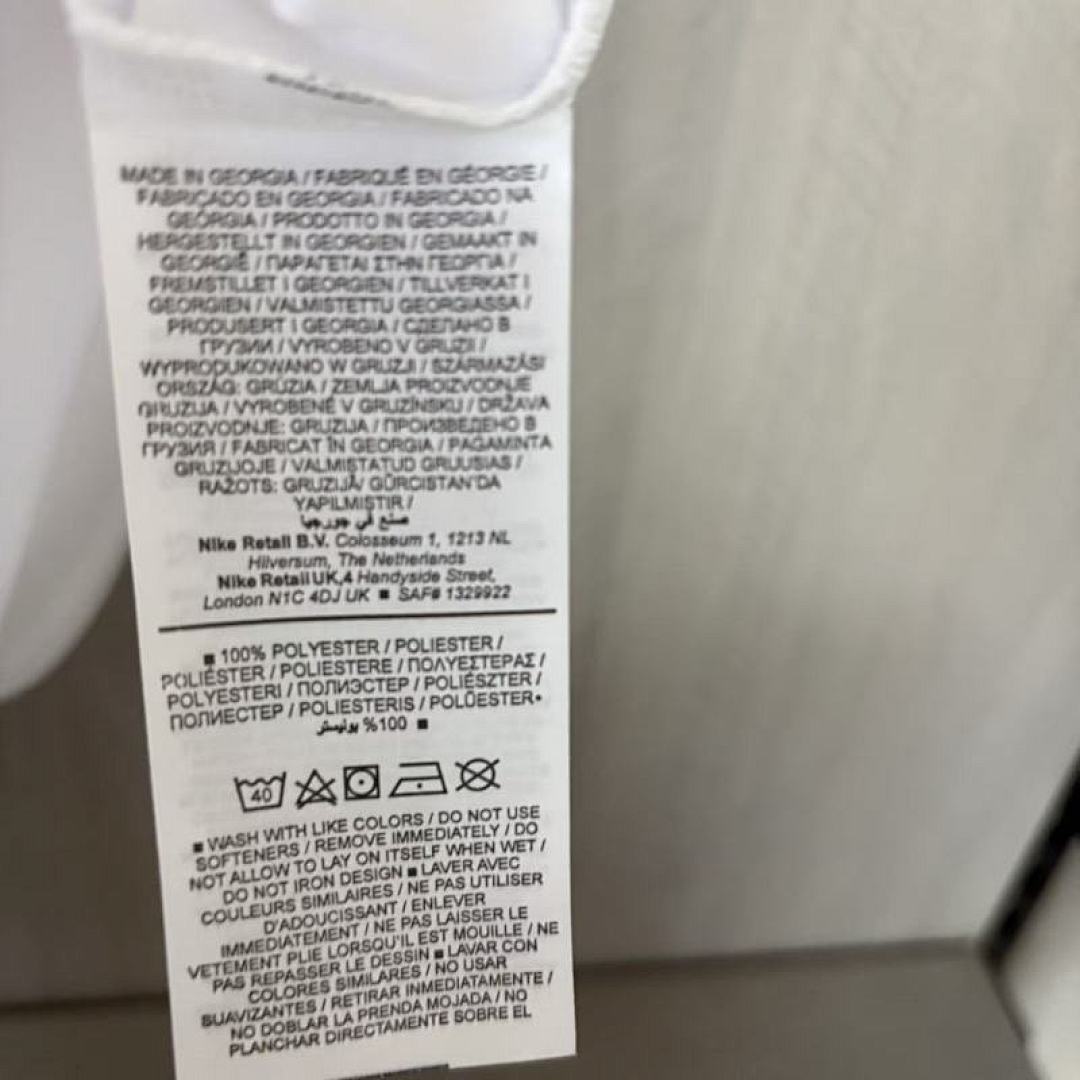 MADE IN GEORGIA / FABRIQUÉ EN GÉORGIE /
FABRICADO EN GEORGIA / FABRICADO NA
GEÓRGIA / PRODOTTO IN GEORGIA /
HERGESTELLT IN GEORGIEN / GEMAAKT IN
GEORGIË / ΠΑΡΑΓΕΤΑΙ ΣΤΗΝ ΓΕΩΡΓΙΑ /
FREMSTILLET I GEORGIEN / TILLVERKAT I
GEORGIEN / VALMISTETTU GEORGIASSA /
PRODUSERT I GEORGIA / СДЕЛАНО В
ГРУЗИИ / VYROBENO V GRUZII /
WYPRODUKOWANO W GRUZJI / SZÁRMAZÁSI
ORSZÁG: GRÚZIA / ZEMLJA PROIZVODNJE
GRUZIJA / VYROBENÉ V GRUZÍNSKU / DRŽAVA
PROIZVODNJE: GRUZIJA / ПРОИЗВЕДЕНО В
ГРУЗИЯ / FABRICAT ÎN GEORGIA / PAGAMINTA
GRUZIJOJE / VALMISTATUD GRUUSIAS /
RAŽOTS: GRUZIJĀ/ GÜRCISTAN'DA
YAPILMISTIR /
صنع في جورجيا
Nike Retail B.V. Colosseum 1, 1213 NL
Hilversum, The Netherlands
Nike Retail UK,4 Handyside Street,
London N1C 4DJ UK ■ SAF# 1329922
■ 100% POLYESTER / POLIESTER /
POLIÉSTER / POLIESTERE / ΠΟΛΥΕΣΤΕΡΑΣ /
POLYESTERI / ПОЛИЭСТЕР / POLIÉSZTER /
ПОЛИЕСТЕР / POLIESTERIS / POLÜESTER•
■ 100% بوليستر
40
■ WASH WITH LIKE COLORS / DO NOT USE
SOFTENERS / REMOVE IMMEDIATELY / DO
NOT ALLOW TO LAY ON ITSELF WHEN WET /
DO NOT IRON DESIGN ■ LAVER AVEC
COULEURS SIMILAIRES / NE PAS UTILISER
D'ADOUCISSANT / ENLEVER
IMMEDIATEMENT / NE PAS LAISSER LE
VETEMENT PLIE LORSQU'IL EST MOUILLE / NE
PAS REPASSER LE DESSIN ■ LAVAR CON
COLORES SIMILARES / NO USAR
SUAVIZANTES / RETIRAR INMEDIATAMENTE /
NO DOBLAR LA PRENDA MOJADA / NO
PLANCHAR DIRECTAMENTE SOBRE EL